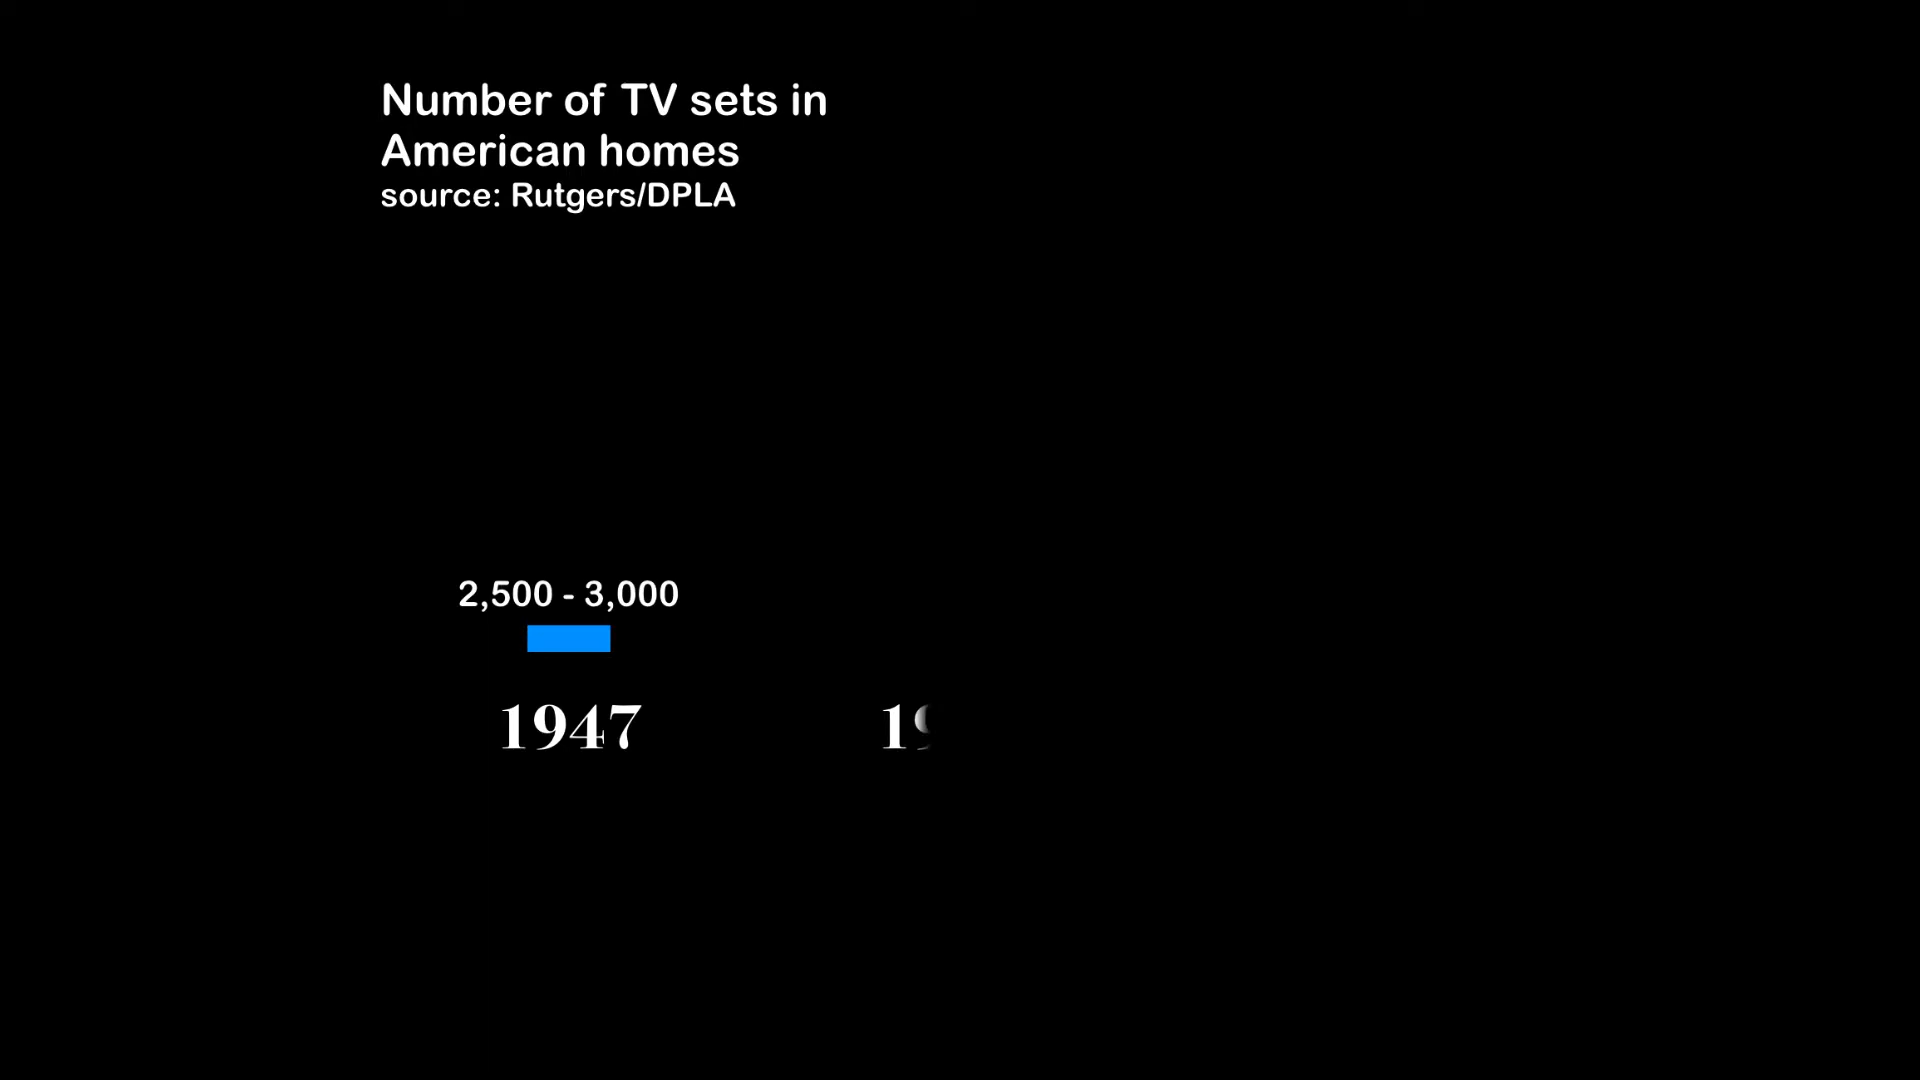 Number of TV sets in
American homes
source: Rutgers/DPLA
2,500 - 3,000
1947